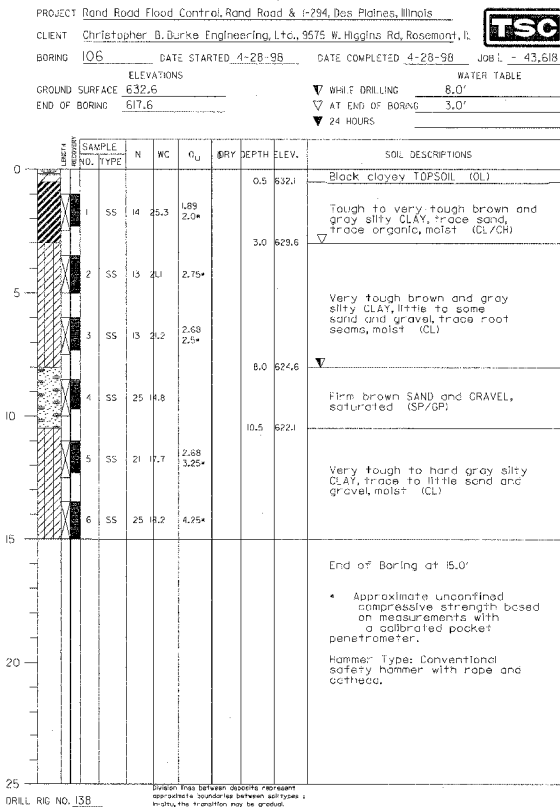 PROJECT Rand Road Flood Control, Rand Road & I-294, Des Plaines, Illinois
TSC
CLIENT Christopher B. Burke Engineering, Ltd., 9575 W. Higgins Rd, Rosemont, IL
BORING 106 DATE STARTED 4-28-98 DATE COMPLETED 4-28-98 JOB L - 43,618
ELEVATIONS WATER TABLE
GROUND SURFACE 632.6 WHILE DRILLING 8.0'
END OF BORING 617.6 AT END OF BORING 3.0'
24 HOURS
LENGTH RECOVERY SAMPLE NO. TYPE N WC QU DRY DEPTH ELEV. SOIL DESCRIPTIONS
0
0.5 632.1 Black clayey TOPSOIL (OL)
1 SS 14 25.3 1.89
2.0*
Tough to very tough brown and
gray silty CLAY, trace sand,
trace organic, moist (CL/CH)
3.0 629.6
2 SS 13 21.1 2.75*
5
Very tough brown and gray
silty CLAY, little to some
sand and gravel, trace root
seams, moist (CL)
3 SS 13 21.2 2.68
2.5*
8.0 624.6
4 SS 25 14.8
Firm brown SAND and GRAVEL,
saturated (SP/GP)
10
10.5 622.1
5 SS 21 17.7 2.68
3.25*
Very tough to hard gray silty
CLAY, trace to little sand and
gravel, moist (CL)
6 SS 25 18.2 4.25*
15
End of Boring at 15.0'
* Approximate unconfined
compressive strength based
on measurements with
a calibrated pocket
penetrometer.
20
Hammer Type: Conventional
safety hammer with rope and
cathead.
25
DRILL RIG NO. 138
Division lines between deposits represent
approximate boundaries between soil types ;
in-situ, the transition may be gradual.